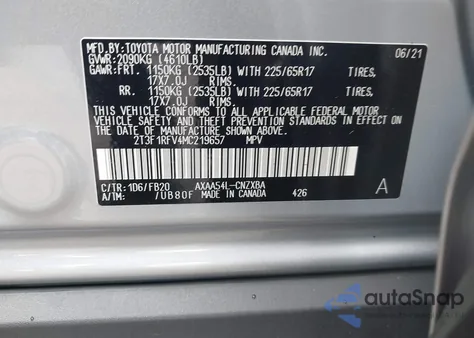 MFD.BY:TOYOTA MOTOR MANUFACTURING CANADA INC. 06/21
GVWR:2090KG (4610LB)
GAWR:FRT. 1150KG (2535LB) WITH 225/65R17 TIRES,
17X7.0J RIMS.
RR. 1150KG (2535LB) WITH 225/65R17 TIRES,
17X7.0J RIMS.
THIS VEHICLE CONFORMS TO ALL APPLICABLE FEDERAL MOTOR
VEHICLE SAFETY, BUMPER, AND THEFT PREVENTION STANDARDS
IN EFFECT ON THE DATE OF MANUFACTURE SHOWN ABOVE.
2T3F1RFV4MC219657 MPV
C/TR:1D6/FB20 AXAA54L-CNZXBA A
A/TM: /UB80F MADE IN CANADA 426
autoSnap